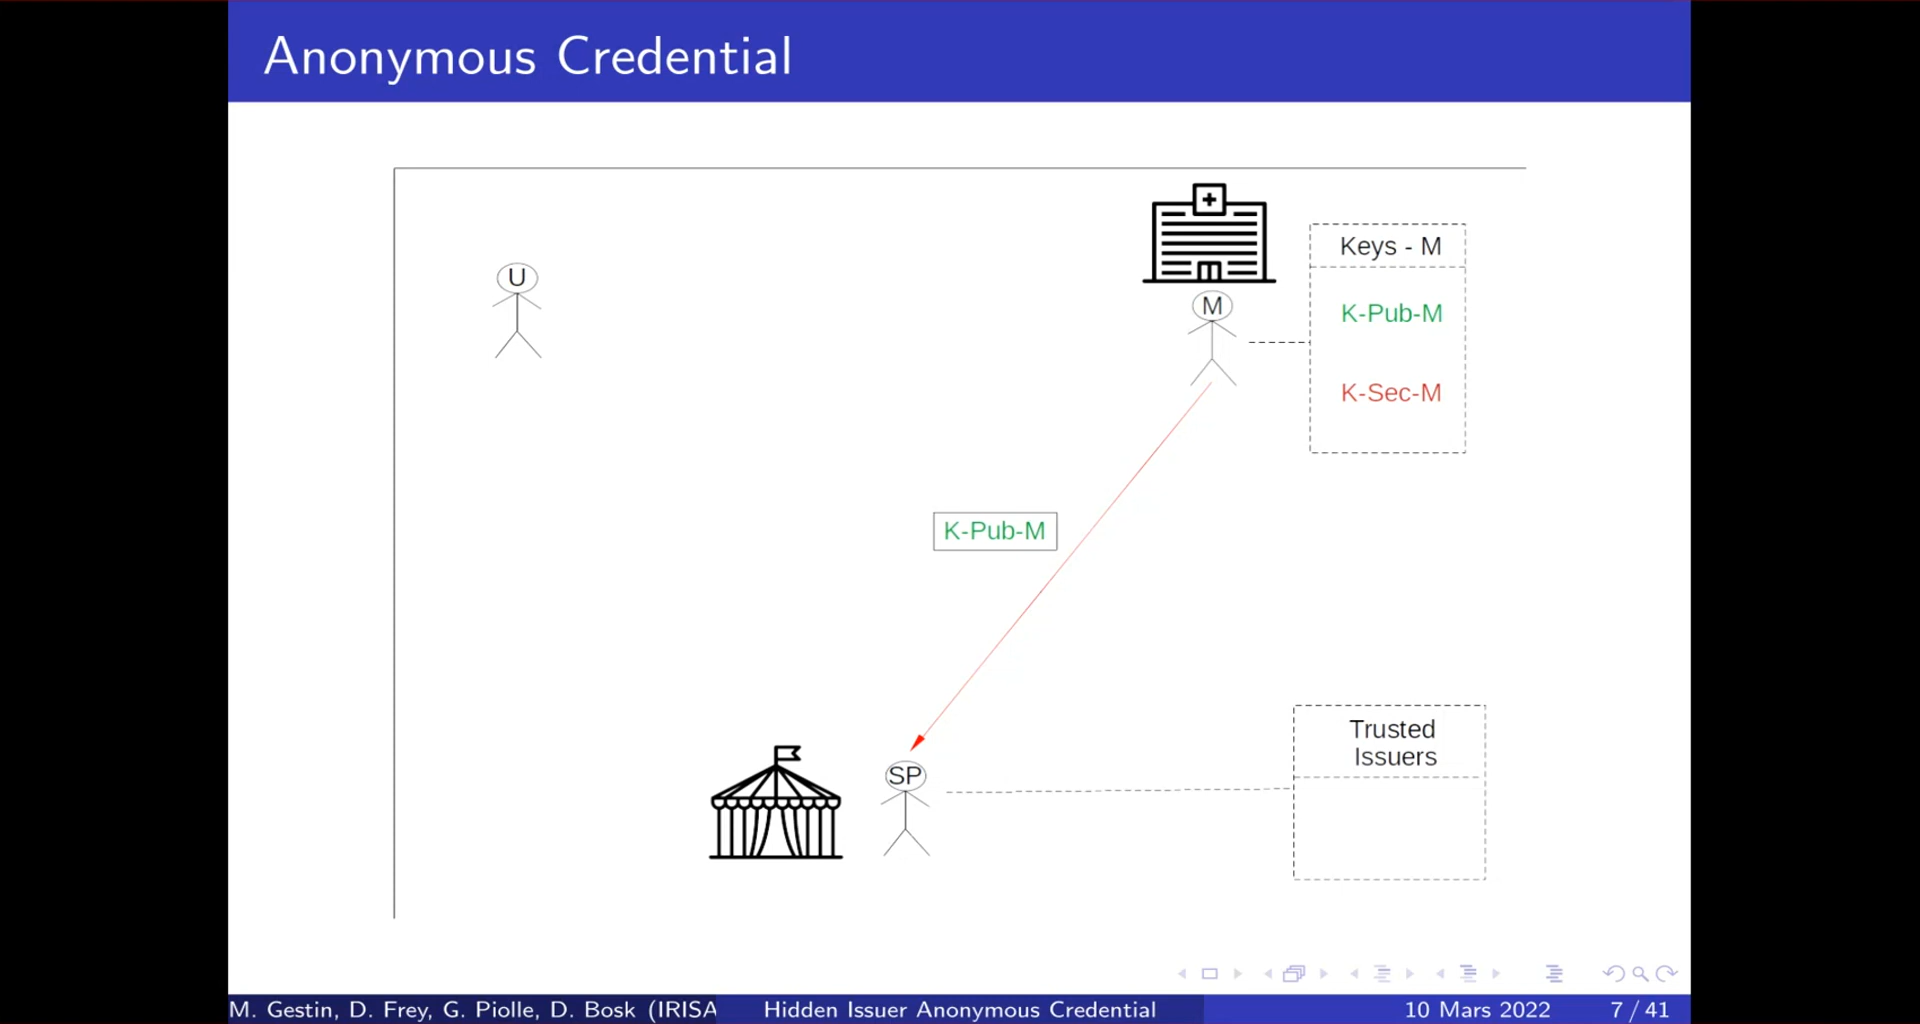 Anonymous Credential
U
M
Keys - M
K-Pub-M
K-Sec-M
K-Pub-M
SP
Trusted
Issuers
M. Gestin, D. Frey, G. Piolle, D. Bosk (IRISA
Hidden Issuer Anonymous Credential
10 Mars 2022
7 / 41